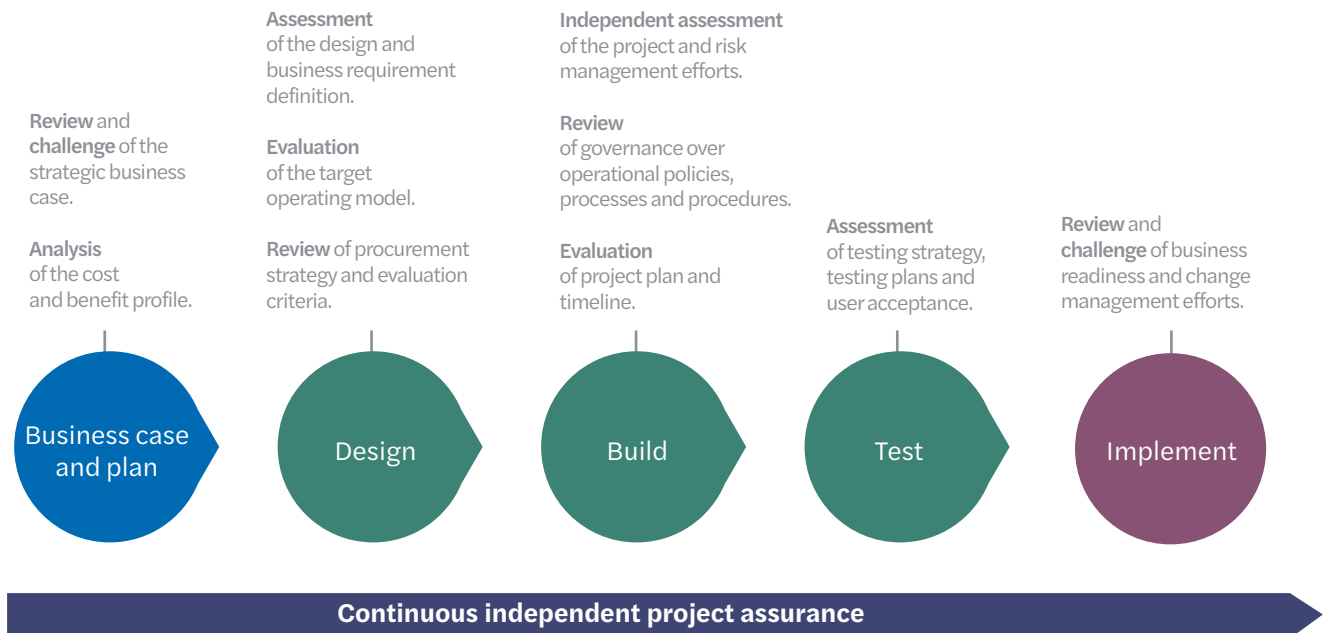 Review and
challenge of the
strategic business
case.
Analysis
of the cost
and benefit profile.
Assessment
of the design and
business requirement
definition.
Evaluation
of the target
operating model.
Review of procurement
strategy and evaluation
criteria.
Independent assessment
of the project and risk
management efforts.
Review
of governance over
operational policies,
processes and procedures.
Evaluation
of project plan and
timeline.
Assessment
of testing strategy,
testing plans and
user acceptance.
Review and
challenge of business
readiness and change
management efforts.
Business case
and plan
Design
Build
Test
Implement
Continuous independent project assurance